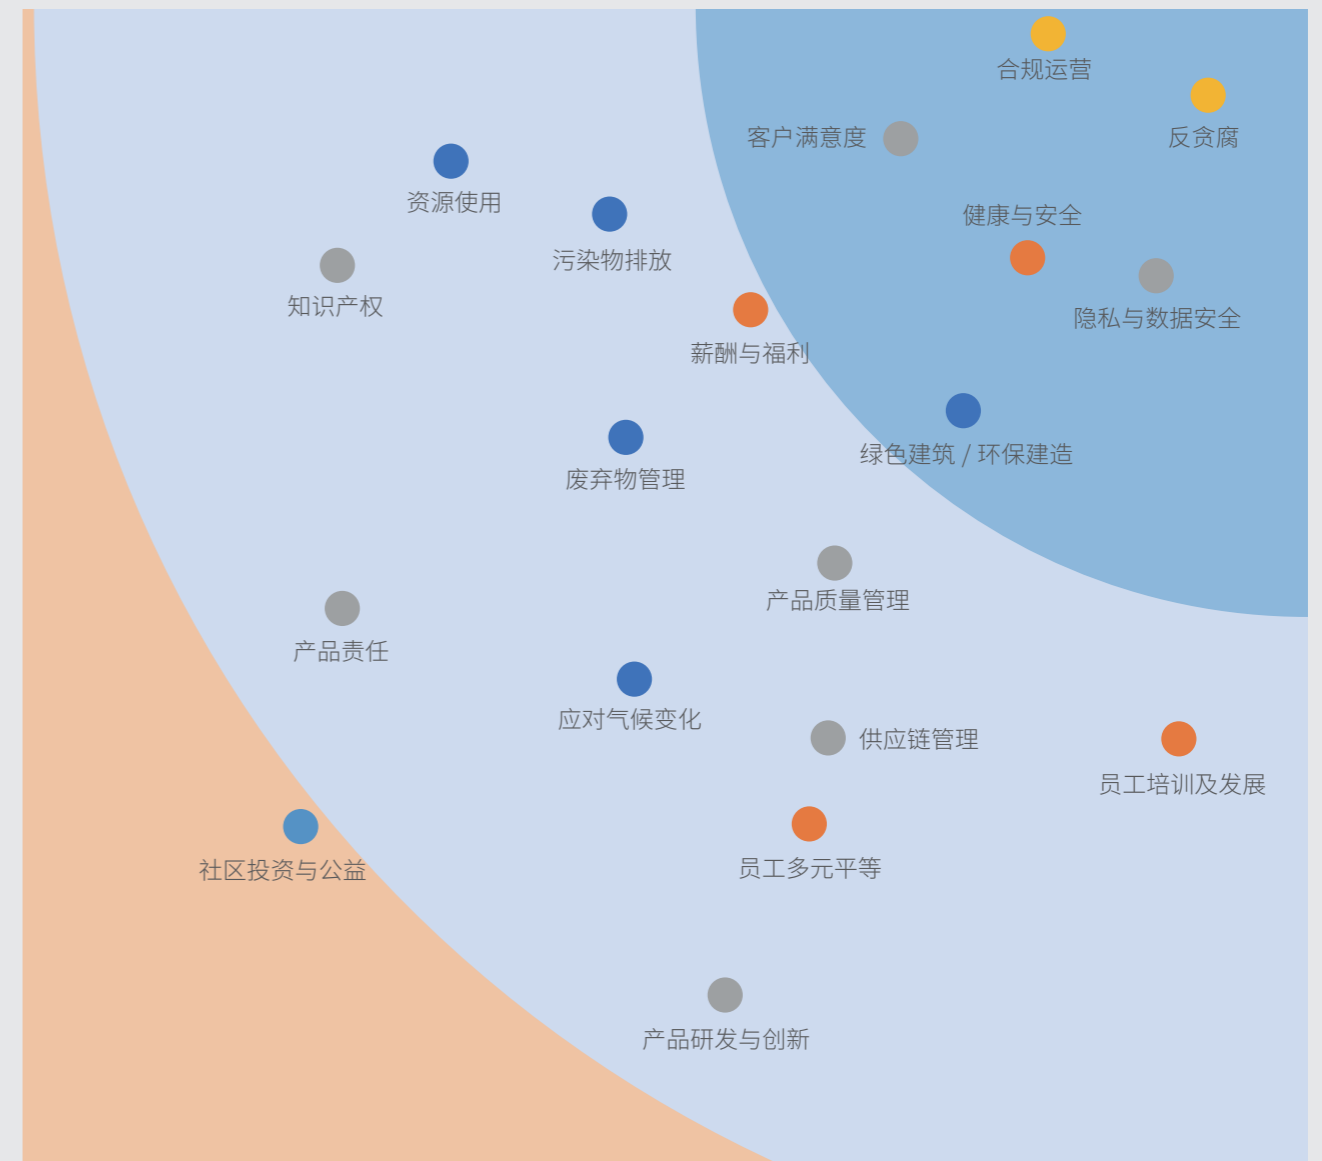 合规运营
客户满意度
反贪腐
资源使用
健康与安全
污染物排放
知识产权
隐私与数据安全
薪酬与福利
绿色建筑 / 环保建造
废弃物管理
产品质量管理
产品责任
应对气候变化
供应链管理
员工培训及发展
社区投资与公益
员工多元平等
产品研发与创新